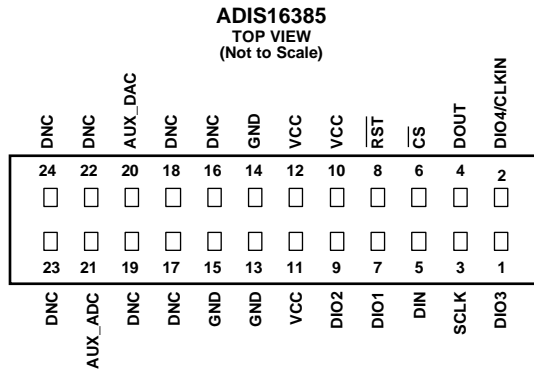 ADIS16385
TOP VIEW
(Not to Scale)
DNC DNC AUX_DAC DNC DNC GND VCC VCC RST CS DOUT DIO4/CLKIN
24 22 20 18 16 14 12 10 8 6 4 2
23 21 19 17 15 13 11 9 7 5 3 1
DNC AUX_ADC DNC DNC GND GND VCC DIO2 DIO1 DIN SCLK DIO3